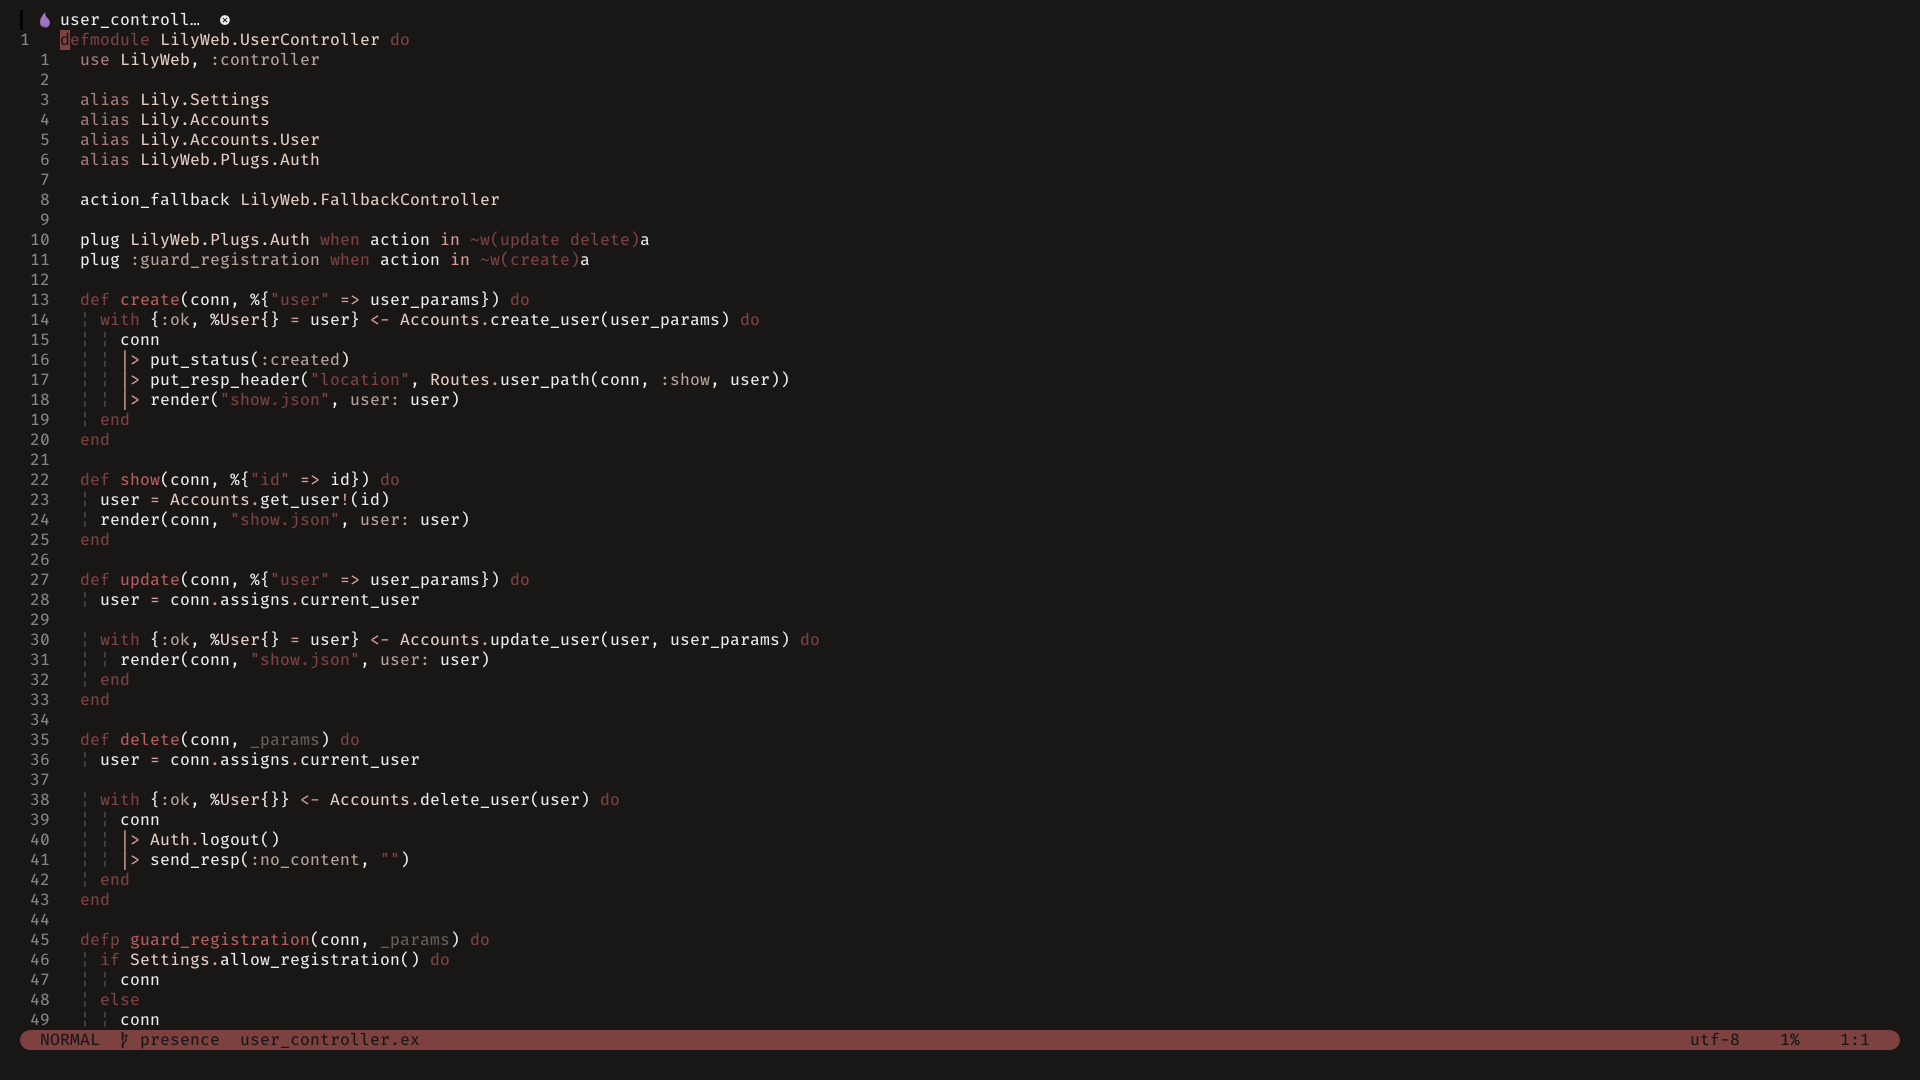 user_controll…
1 defmodule LilyWeb.UserController do
1 use LilyWeb, :controller
2
3 alias Lily.Settings
4 alias Lily.Accounts
5 alias Lily.Accounts.User
6 alias LilyWeb.Plugs.Auth
7
8 action_fallback LilyWeb.FallbackController
9
10 plug LilyWeb.Plugs.Auth when action in ~w(update delete)a
11 plug :guard_registration when action in ~w(create)a
12
13 def create(conn, %{"user" => user_params}) do
14 with {:ok, %User{} = user} <- Accounts.create_user(user_params) do
15 conn
16 |> put_status(:created)
17 |> put_resp_header("location", Routes.user_path(conn, :show, user))
18 |> render("show.json", user: user)
19 end
20 end
21
22 def show(conn, %{"id" => id}) do
23 user = Accounts.get_user!(id)
24 render(conn, "show.json", user: user)
25 end
26
27 def update(conn, %{"user" => user_params}) do
28 user = conn.assigns.current_user
29
30 with {:ok, %User{} = user} <- Accounts.update_user(user, user_params) do
31 render(conn, "show.json", user: user)
32 end
33 end
34
35 def delete(conn, _params) do
36 user = conn.assigns.current_user
37
38 with {:ok, %User{}} <- Accounts.delete_user(user) do
39 conn
40 |> Auth.logout()
41 |> send_resp(:no_content, "")
42 end
43 end
44
45 defp guard_registration(conn, _params) do
46 if Settings.allow_registration() do
47 conn
48 else
49 conn
NORMAL presence user_controller.ex utf-8 1% 1:1